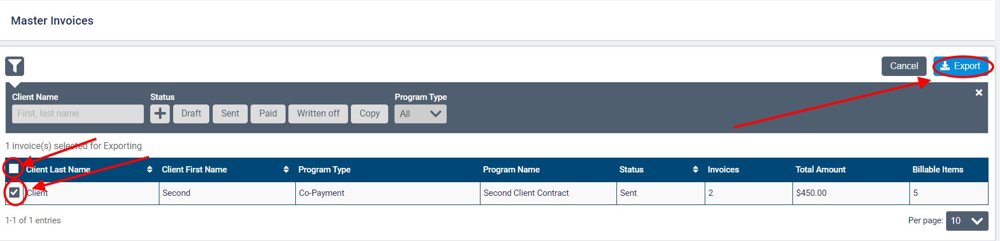 Master Invoices
Cancel Export
Client Name Status Program Type
First, last name Draft Sent Paid Written off Copy All
1 invoice(s) selected for Exporting
Client Last Name Client First Name Program Type Program Name Status Invoices Total Amount Billable Items
Client Second Co-Payment Second Client Contract Sent 2 $450.00 5
1-1 of 1 entries Per page: 10